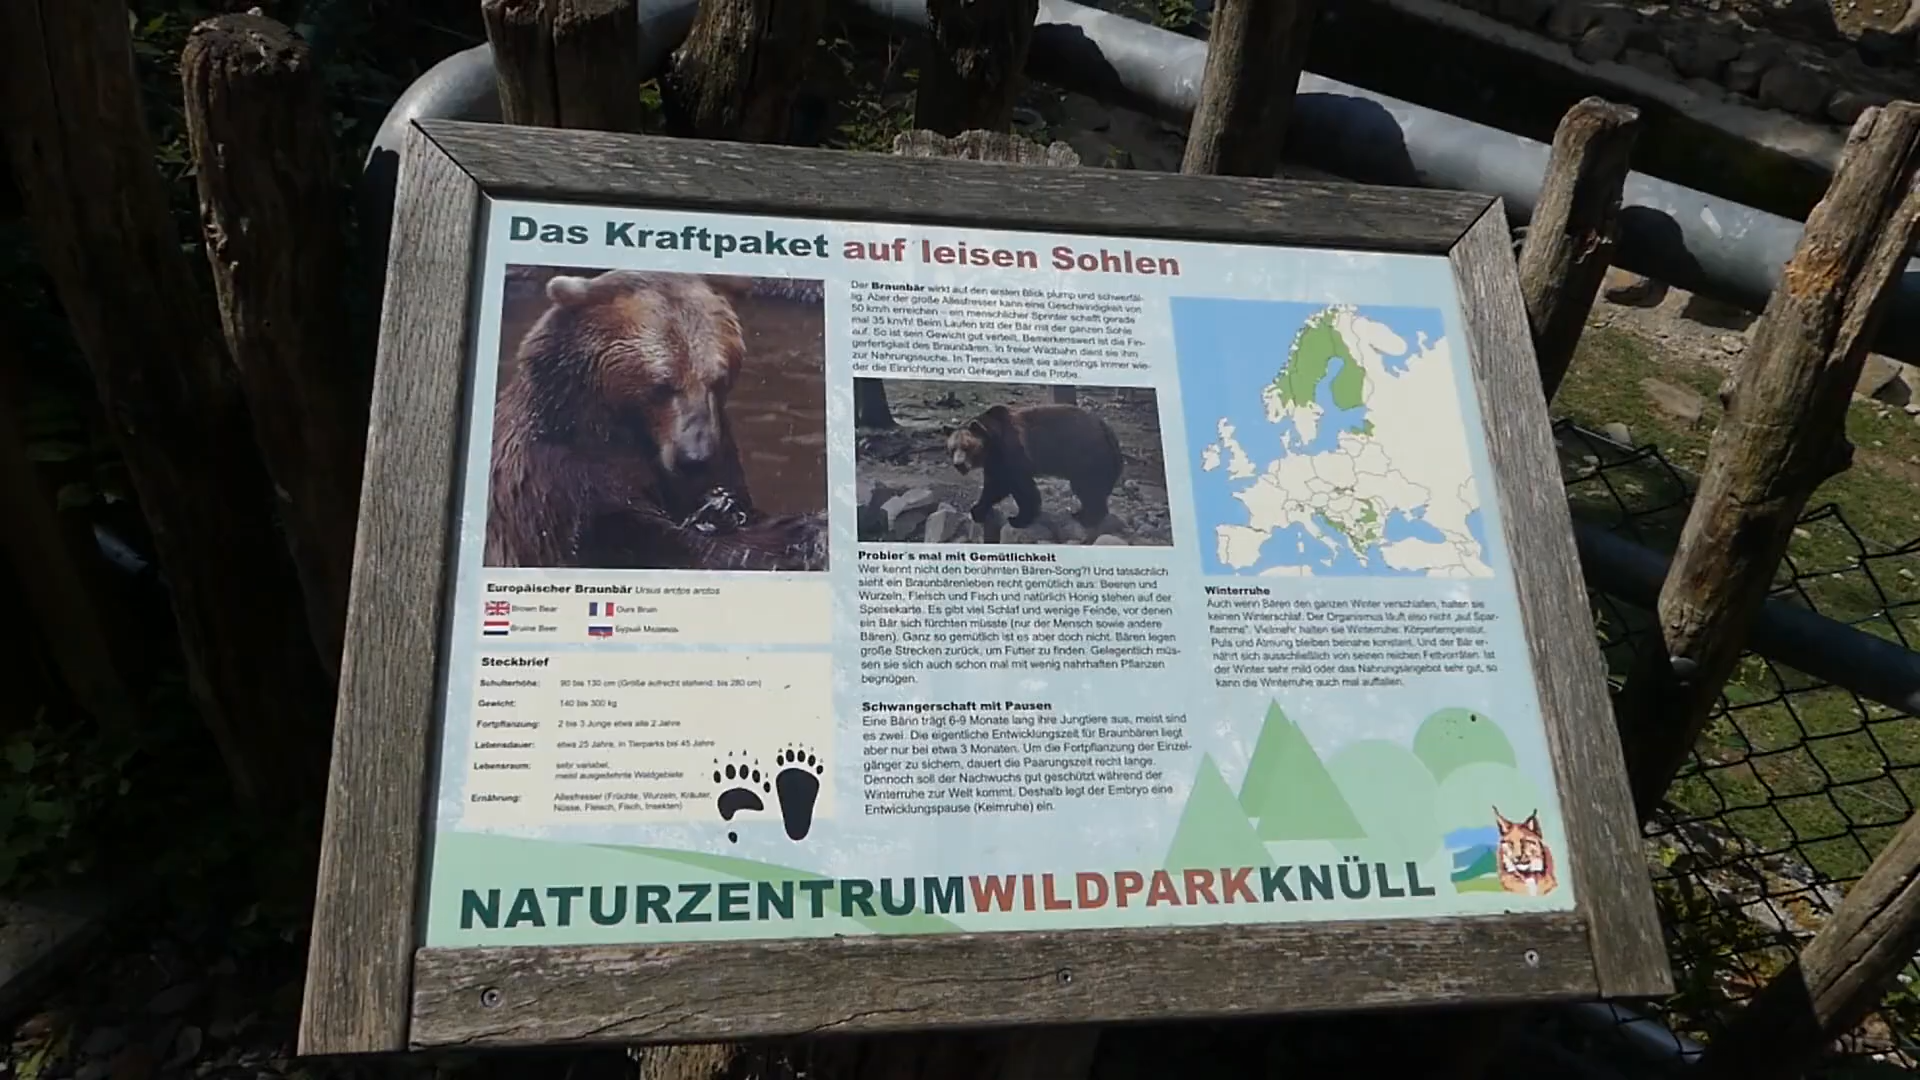 Das Kraftpaket auf leisen Sohlen
Der Braunbär wirkt auf den ersten Blick plump und schwerfäl-
lig. Aber der große Allesfresser kann eine Geschwindigkeit von
50 km/h erreichen – ein menschlicher Sprinter schafft gerade
mal 35 km/h! Beim Laufen tritt der Bär mit der ganzen Sohle
auf. So ist sein Gewicht gut verteilt. Bemerkenswert ist die Fin-
gerfertigkeit des Braunbären. In freier Wildbahn dient sie ihm
zur Nahrungssuche. In Tierparks stellt sie allerdings immer wie-
der die Einrichtung von Gehegen auf die Probe.
Europäischer Braunbär Ursus arctos arctos
Brown Bear
Ours Brun
Bruine Beer
Бурый Медведь
Steckbrief
Schulterhöhe: 90 bis 130 cm (Größe aufrecht stehend: bis 280 cm)
Gewicht: 140 bis 300 kg
Fortpflanzung: 2 bis 3 Junge etwa alle 2 Jahre
Lebensdauer: etwa 25 Jahre, in Tierparks bis 45 Jahre
Lebensraum: sehr variabel,
meist ausgedehnte Waldgebiete
Ernährung: Allesfresser (Früchte, Wurzeln, Kräuter,
Nüsse, Fleisch, Fisch, Insekten)
Probier´s mal mit Gemütlichkeit
Wer kennt nicht den berühmten Bären-Song?! Und tatsächlich
sieht ein Braunbärenleben recht gemütlich aus: Beeren und
Wurzeln, Fleisch und Fisch und natürlich Honig stehen auf der
Speisekarte. Es gibt viel Schlaf und wenige Feinde, vor denen
ein Bär sich fürchten müsste (nur der Mensch sowie andere
Bären). Ganz so gemütlich ist es aber doch nicht. Bären legen
große Strecken zurück, um Futter zu finden. Gelegentlich müs-
sen sie sich auch schon mal mit wenig nahrhaften Pflanzen
begnügen.
Schwangerschaft mit Pausen
Eine Bärin trägt 6-9 Monate lang ihre Jungtiere aus, meist sind
es zwei. Die eigentliche Entwicklungszeit für Braunbären liegt
aber nur bei etwa 3 Monaten. Um die Fortpflanzung der Einzel-
gänger zu sichern, dauert die Paarungszeit recht lange.
Dennoch soll der Nachwuchs gut geschützt während der
Winterruhe zur Welt kommt. Deshalb legt der Embryo eine
Entwicklungspause (Keimruhe) ein.
Winterruhe
Auch wenn Bären den ganzen Winter verschlafen, halten sie
keinen Winterschlaf. Der Organismus läuft also nicht „auf Spar-
flamme". Vielmehr halten sie Winterruhe: Körpertemperatur,
Puls und Atmung bleiben beinahe konstant. Und der Bär er-
nährt sich ausschließlich von seinen reichen Fettvorräten. Ist
der Winter sehr mild oder das Nahrungsangebot sehr gut, so
kann die Winterruhe auch mal ausfallen.
NATURZENTRUMWILDPARKKNÜLL